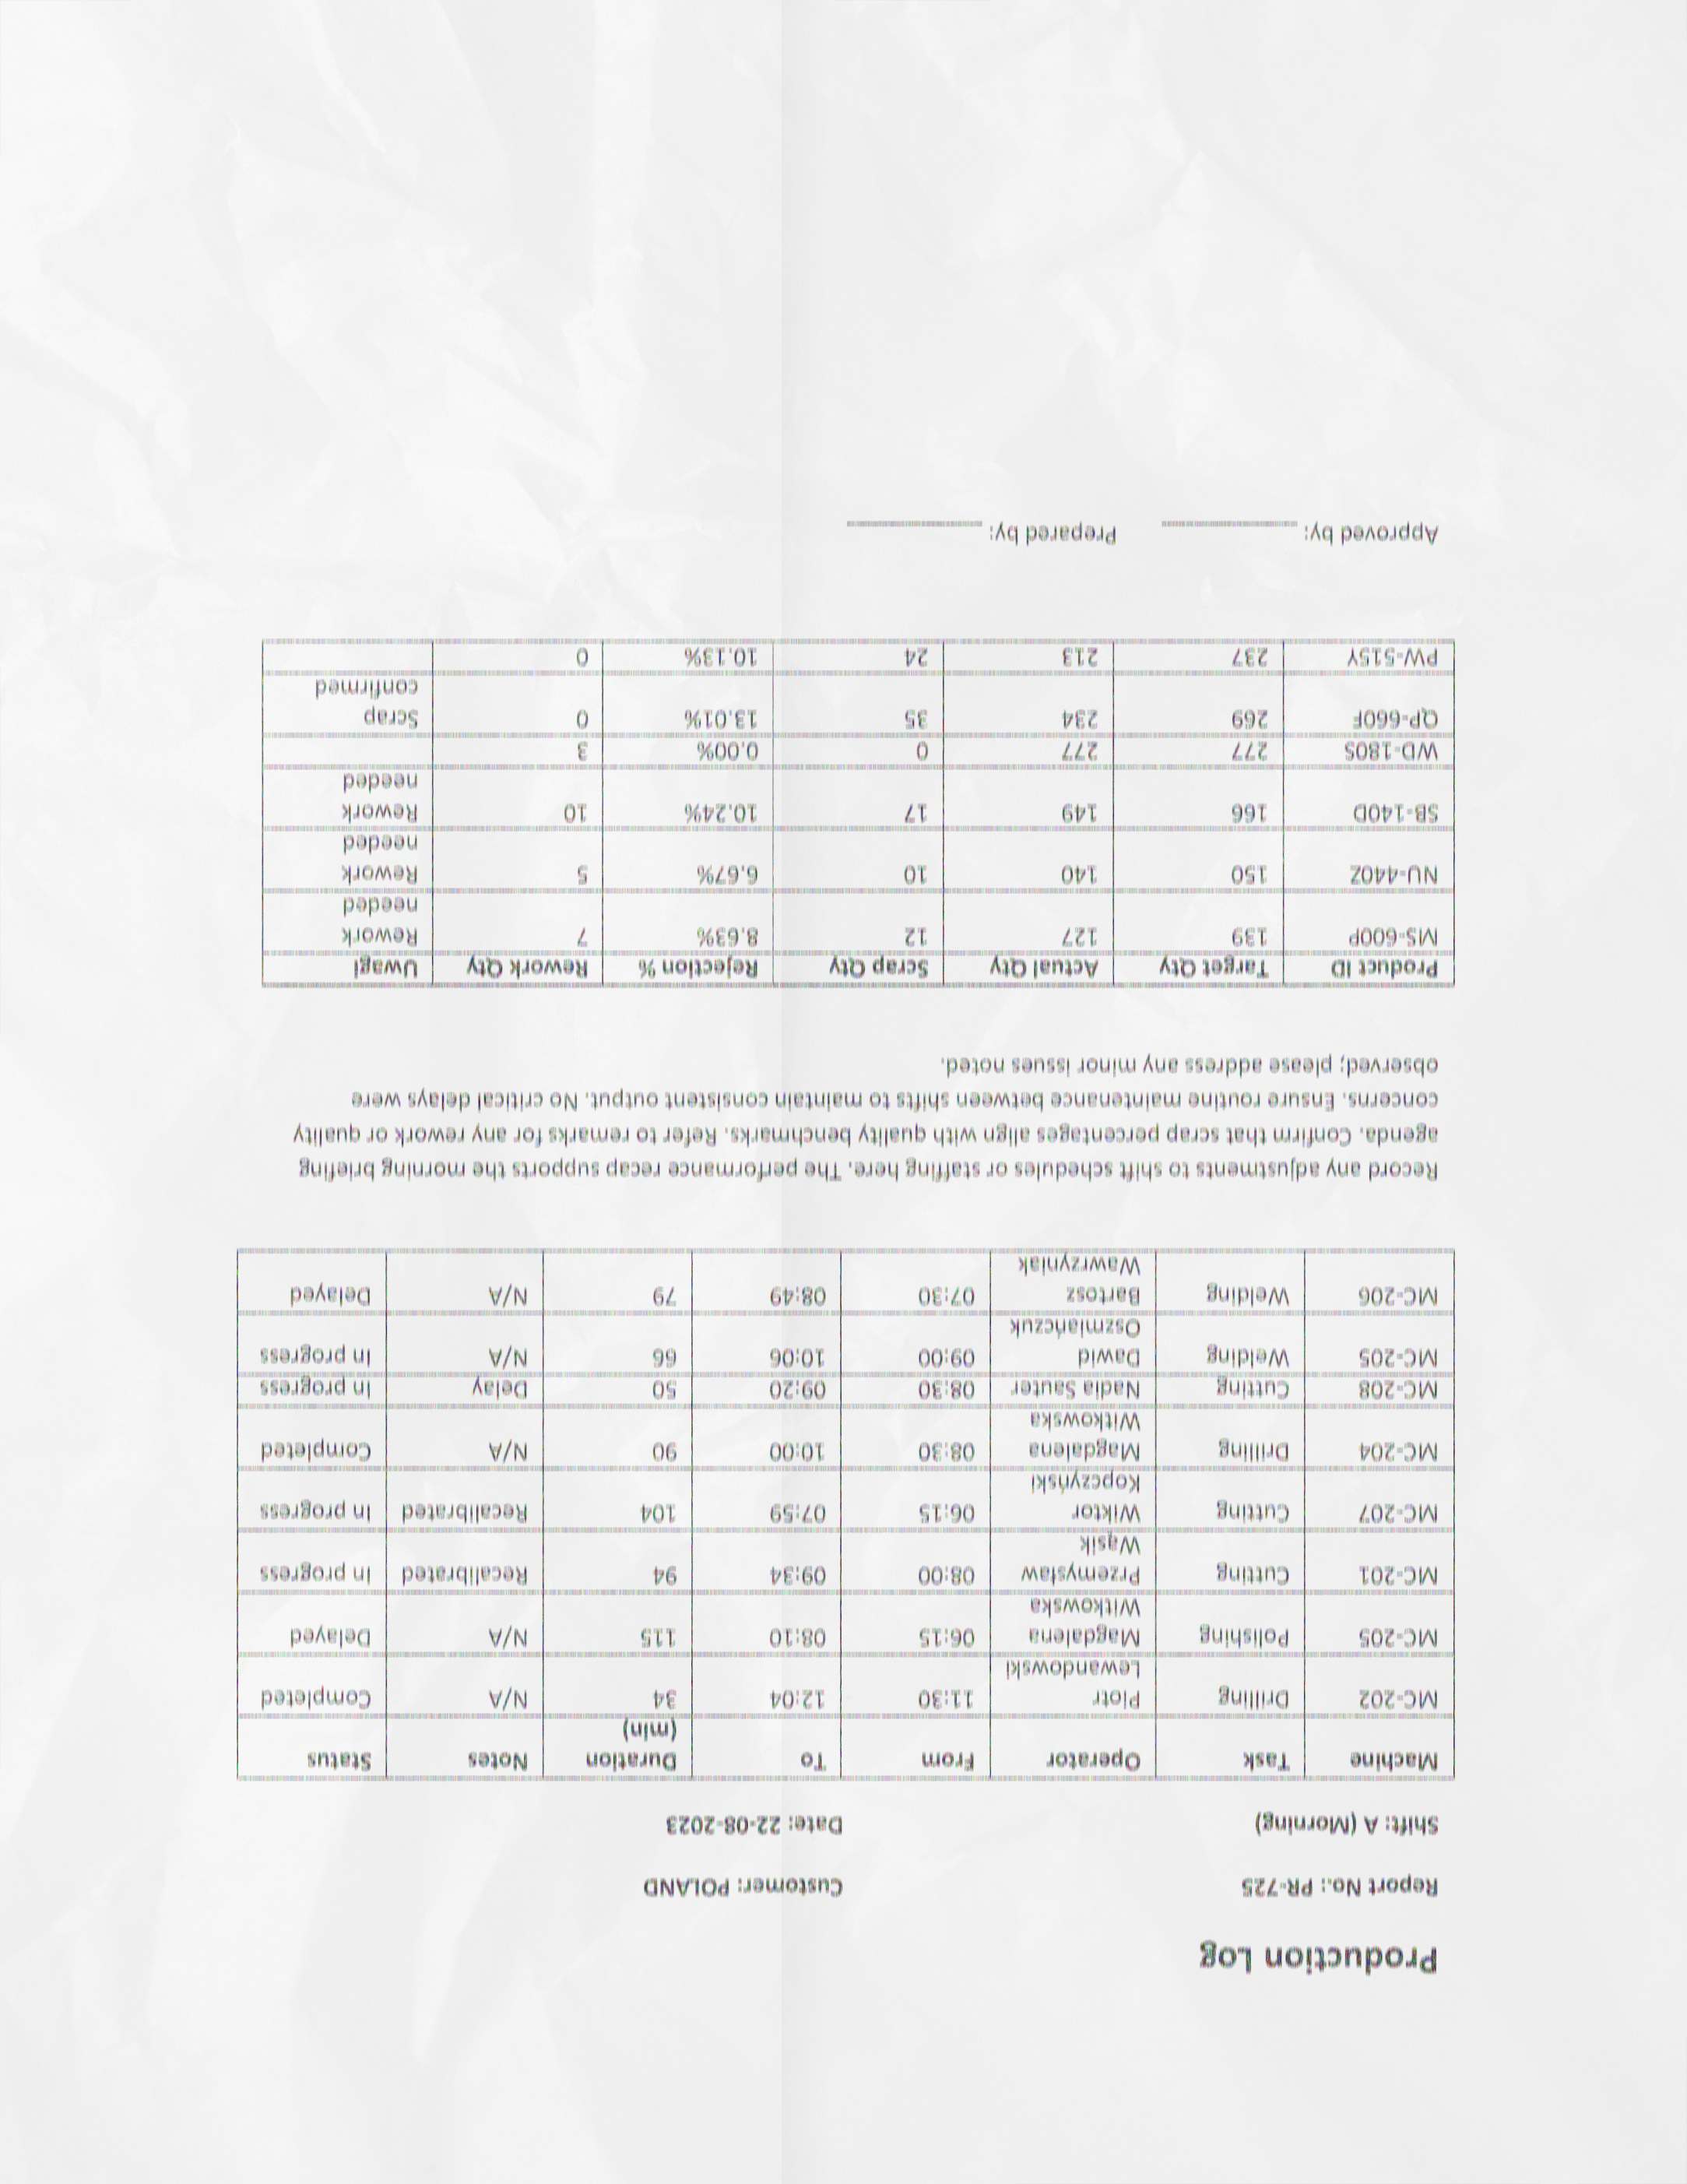 Production Log
Report No.: PR-725 Customer: POLAND
Shift: A (Morning) Date: 22-08-2023
Machine Task Operator From To Duration (min) Notes Status
MC-202 Drilling Piotr Lewandowski 11:30 12:04 34 N/A Completed
MC-205 Polishing Magdalena Witkowska 06:15 08:10 115 N/A Delayed
MC-201 Cutting Przemysław Wąsik 08:00 09:34 94 Recalibrated In progress
MC-207 Cutting Wiktor Kopczyński 06:15 07:59 104 Recalibrated In progress
MC-204 Drilling Magdalena Witkowska 08:30 10:00 90 N/A Completed
MC-208 Cutting Nadia Sauter 08:30 09:20 50 Delay In progress
MC-205 Welding Dawid Oszmiańczuk 09:00 10:06 66 N/A In progress
MC-206 Welding Bartosz Wawrzyniak 07:30 08:49 79 N/A Delayed
Record any adjustments to shift schedules or staffing here. The performance recap supports the morning briefing
agenda. Confirm that scrap percentages align with quality benchmarks. Refer to remarks for any rework or quality
concerns. Ensure routine maintenance between shifts to maintain consistent output. No critical delays were
observed; please address any minor issues noted.
Product ID Target Qty Actual Qty Scrap Qty Rejection % Rework Qty Uwagi
MS-600P 139 127 12 8.63% 7 Rework needed
NU-440Z 150 140 10 6.67% 5 Rework needed
SB-140D 166 149 17 10.24% 10 Rework needed
WD-180S 277 277 0 0.00% 3
QP-660F 269 234 35 13.01% 0 Scrap confirmed
PW-515Y 237 213 24 10.13% 0
Approved by: Prepared by: